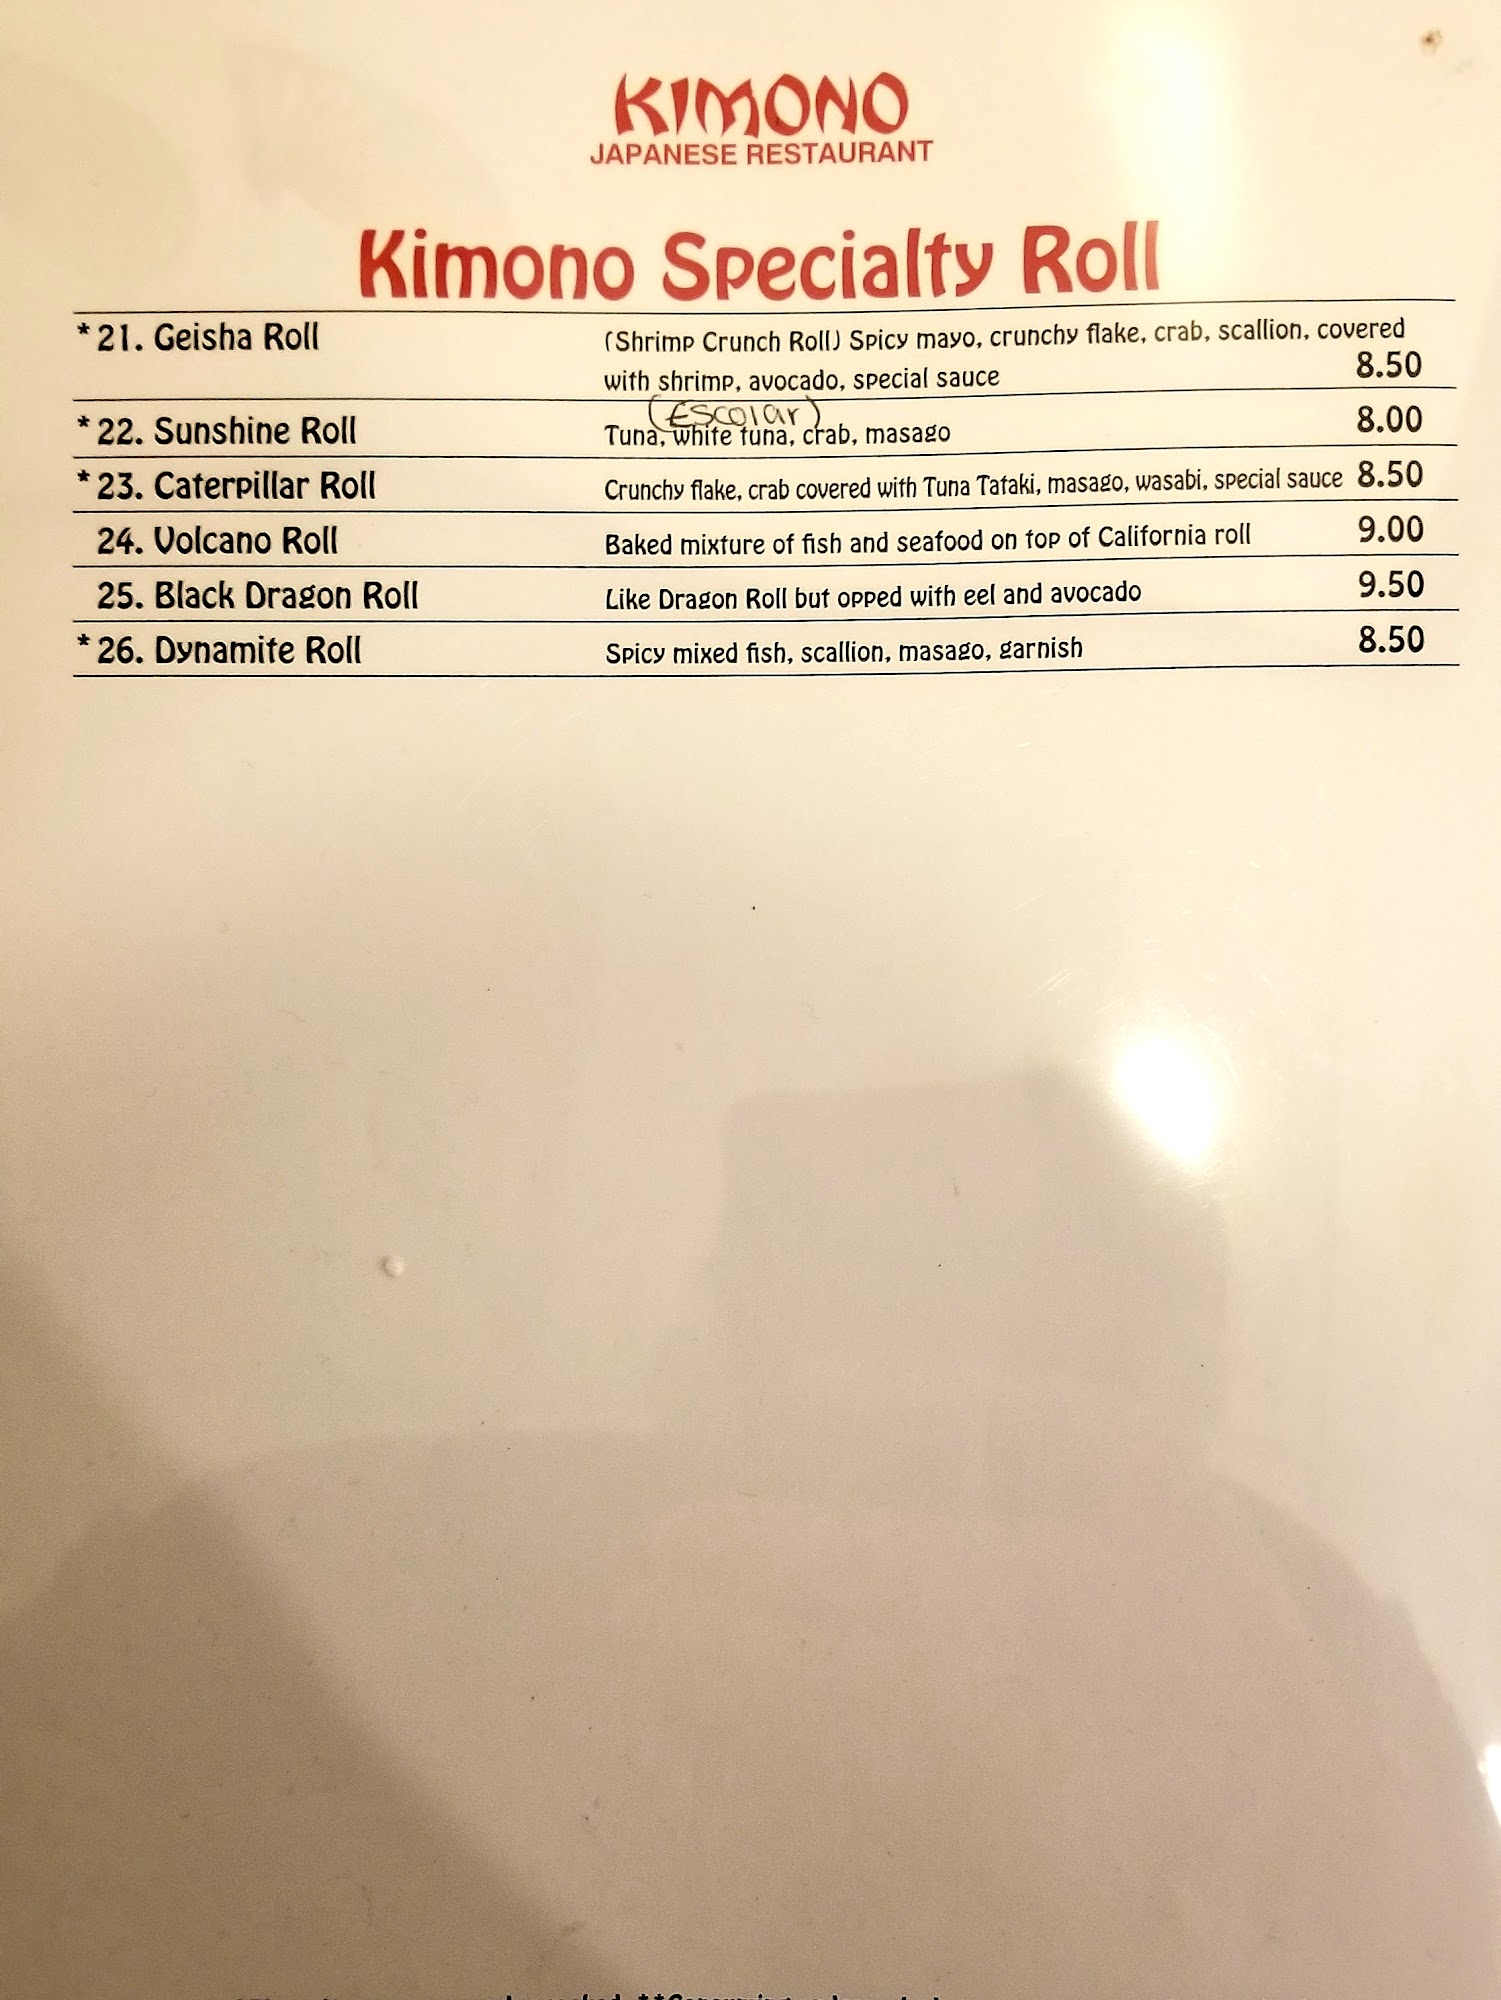 KIMONO
JAPANESE RESTAURANT
Kimono Specialty Roll
*21. Geisha Roll (Shrimp Crunch Roll) Spicy mayo, crunchy flake, crab, scallion, covered
with shrimp, avocado, special sauce 8.50
(Escolar)
*22. Sunshine Roll Tuna, white tuna, crab, masago 8.00
*23. Caterpillar Roll Crunchy flake, crab covered with Tuna Tataki, masago, wasabi, special sauce 8.50
24. Volcano Roll Baked mixture of fish and seafood on top of California roll 9.00
25. Black Dragon Roll Like Dragon Roll but opped with eel and avocado 9.50
*26. Dynamite Roll Spicy mixed fish, scallion, masago, garnish 8.50